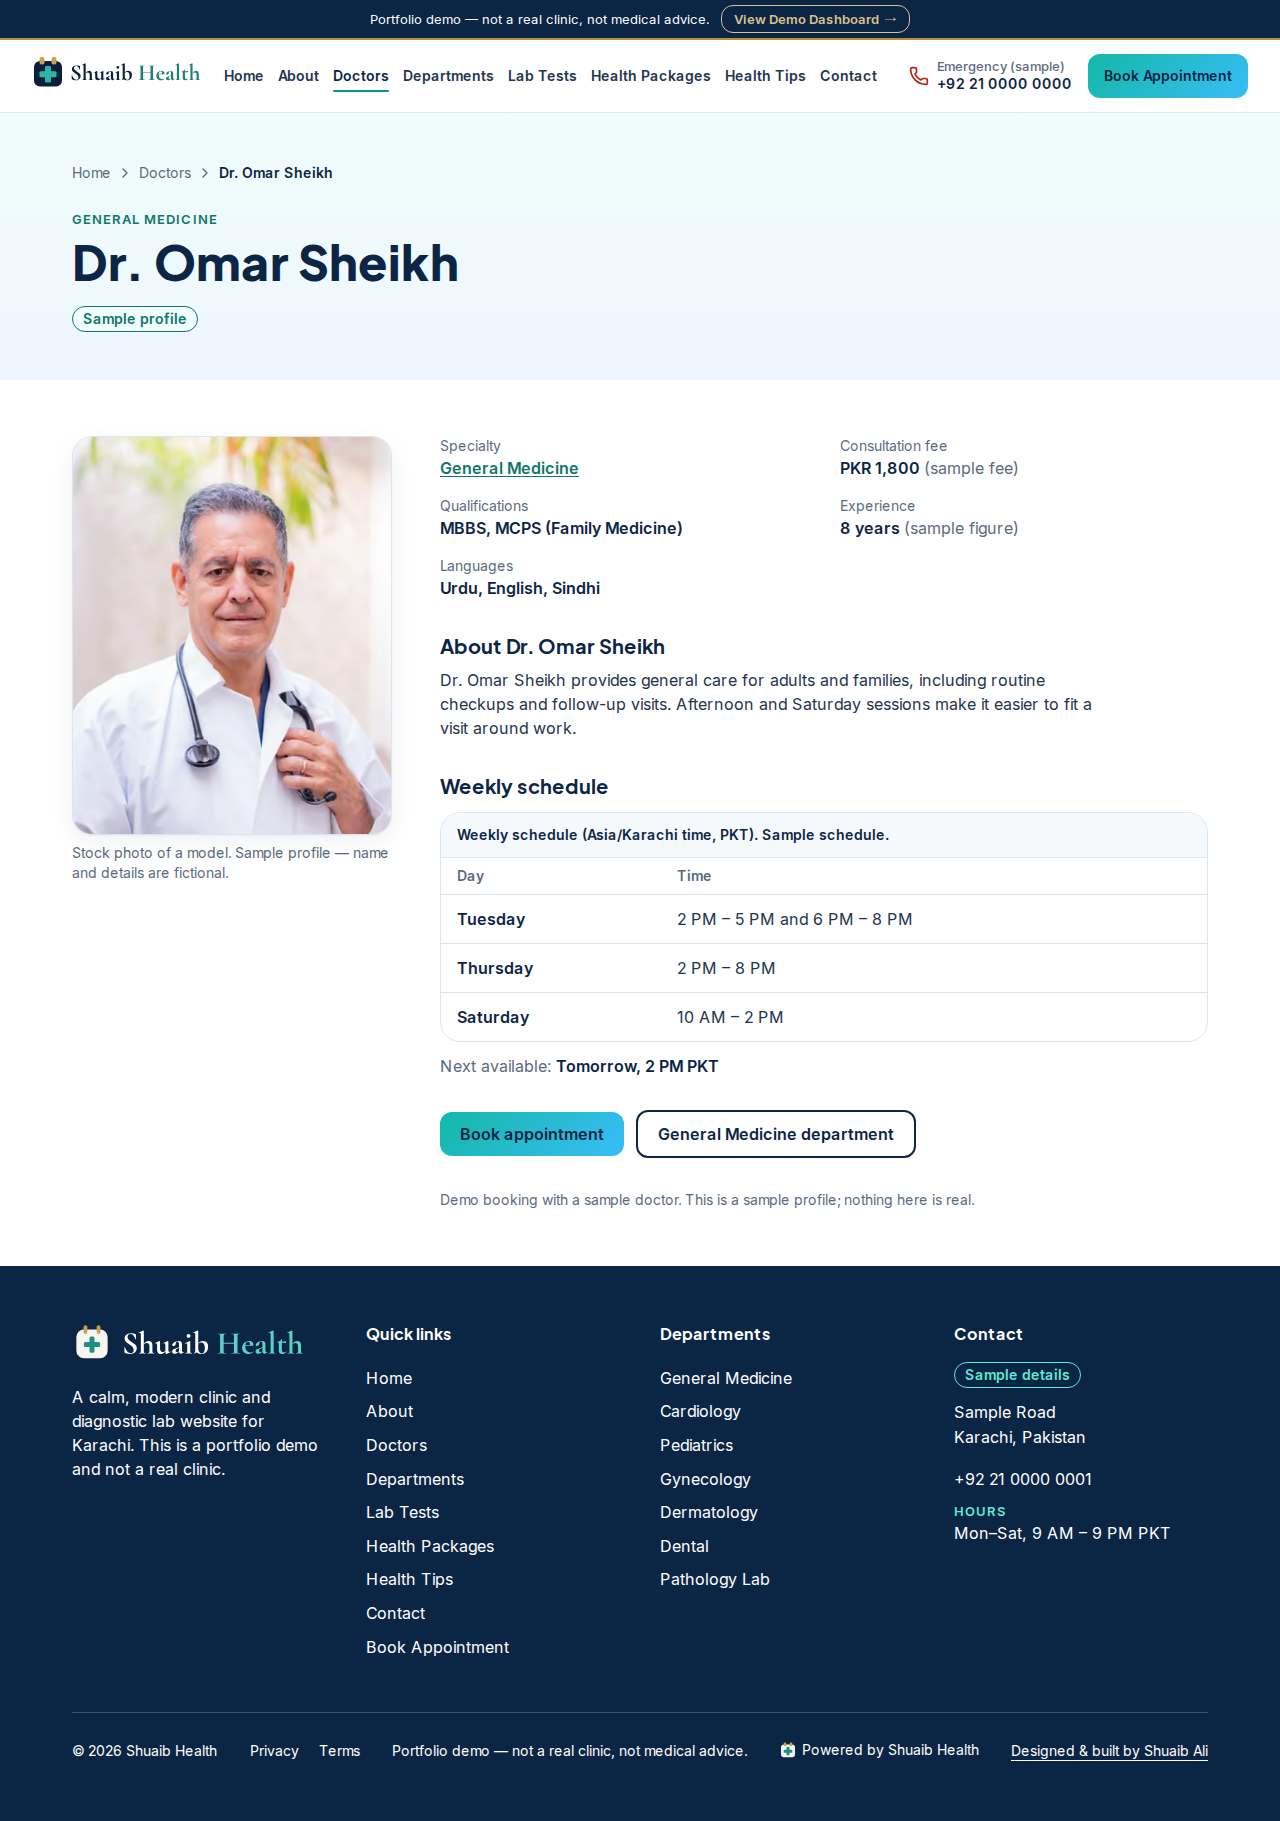 Portfolio demo — not a real clinic, not medical advice. View Demo Dashboard →
Shuaib Health
Home About Doctors Departments Lab Tests Health Packages Health Tips Contact
Emergency (sample)
+92 21 0000 0000
Book Appointment
Home > Doctors > Dr. Omar Sheikh
GENERAL MEDICINE
Dr. Omar Sheikh
Sample profile
Stock photo of a model. Sample profile — name
and details are fictional.
Specialty
General Medicine
Consultation fee
PKR 1,800 (sample fee)
Qualifications
MBBS, MCPS (Family Medicine)
Experience
8 years (sample figure)
Languages
Urdu, English, Sindhi
About Dr. Omar Sheikh
Dr. Omar Sheikh provides general care for adults and families, including routine
checkups and follow-up visits. Afternoon and Saturday sessions make it easier to fit a
visit around work.
Weekly schedule
Weekly schedule (Asia/Karachi time, PKT). Sample schedule.
Day Time
Tuesday 2 PM – 5 PM and 6 PM – 8 PM
Thursday 2 PM – 8 PM
Saturday 10 AM – 2 PM
Next available: Tomorrow, 2 PM PKT
Book appointment
General Medicine department
Demo booking with a sample doctor. This is a sample profile; nothing here is real.
Shuaib Health
A calm, modern clinic and
diagnostic lab website for
Karachi. This is a portfolio demo
and not a real clinic.
Quick links
Home
About
Doctors
Departments
Lab Tests
Health Packages
Health Tips
Contact
Book Appointment
Departments
General Medicine
Cardiology
Pediatrics
Gynecology
Dermatology
Dental
Pathology Lab
Contact
Sample details
Sample Road
Karachi, Pakistan
+92 21 0000 0001
HOURS
Mon–Sat, 9 AM – 9 PM PKT
© 2026 Shuaib Health Privacy Terms Portfolio demo — not a real clinic, not medical advice. Powered by Shuaib Health Designed & built by Shuaib Ali